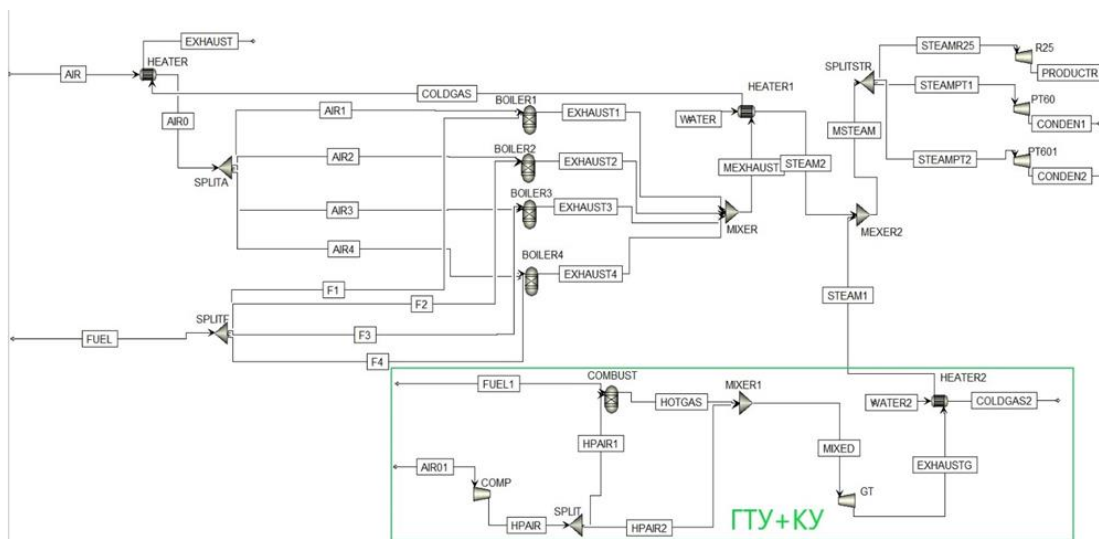 EXHAUST
HEATER
AIR
AIR0
COLDGAS
SPLITA
AIR1
AIR2
AIR3
AIR4
BOILER1
BOILER2
BOILER3
BOILER4
EXHAUST1
EXHAUST2
EXHAUST3
EXHAUST4
F1
F2
F3
F4
FUEL
SPLITF
MIXER
HEATER1
WATER
MEXHAUST
STEAM2
MEXER2
MSTEAM
SPLITSTR
STEAMR25
R25
PRODUCTR
STEAMPT1
PT60
CONDEN1
STEAMPT2
PT601
CONDEN2
STEAM1
FUEL1
COMBUST
HOTGAS
MIXER1
HPAIR1
AIR01
COMP
HPAIR
SPLIT
HPAIR2
MIXED
GT
EXHAUSTG
HEATER2
WATER2
COLDGAS2
ГТУ+КУ